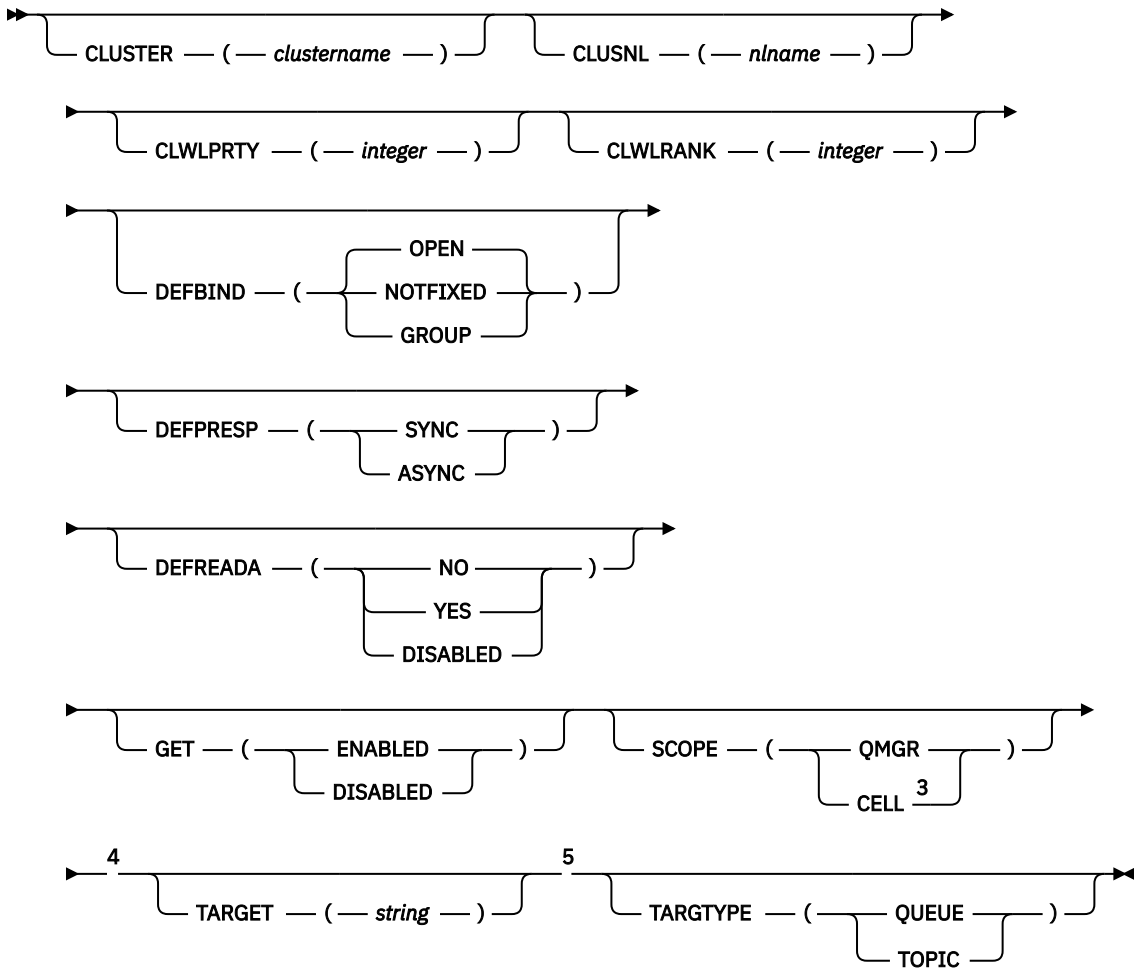 CLUSTER ( clustername ) CLUSNL ( nlname )
CLWLPRTY ( integer ) CLWLRANK ( integer )
OPEN
DEFBIND ( NOTFIXED )
GROUP
DEFPRESP ( SYNC )
ASYNC
DEFREADA ( NO )
YES
DISABLED
GET ( ENABLED ) SCOPE ( QMGR )
DISABLED CELL 3
4 5
TARGET ( string ) TARGTYPE ( QUEUE )
TOPIC